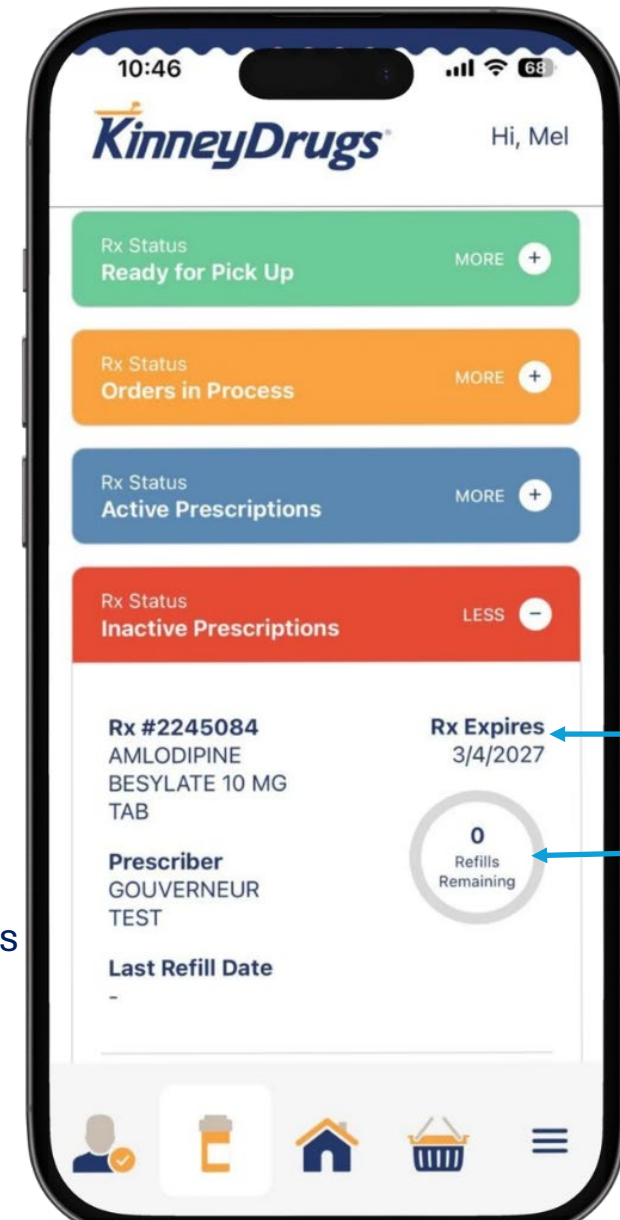 10:46
68
KinneyDrugs
Hi, Mel
Rx Status
Ready for Pick Up
MORE
Rx Status
Orders in Process
MORE
Rx Status
Active Prescriptions
MORE
Rx Status
Inactive Prescriptions
LESS
Rx #2245084
AMLODIPINE
BESYLATE 10 MG
TAB
Rx Expires
3/4/2027
0
Refills
Remaining
Prescriber
GOUVERNEUR
TEST
s
Last Refill Date
-